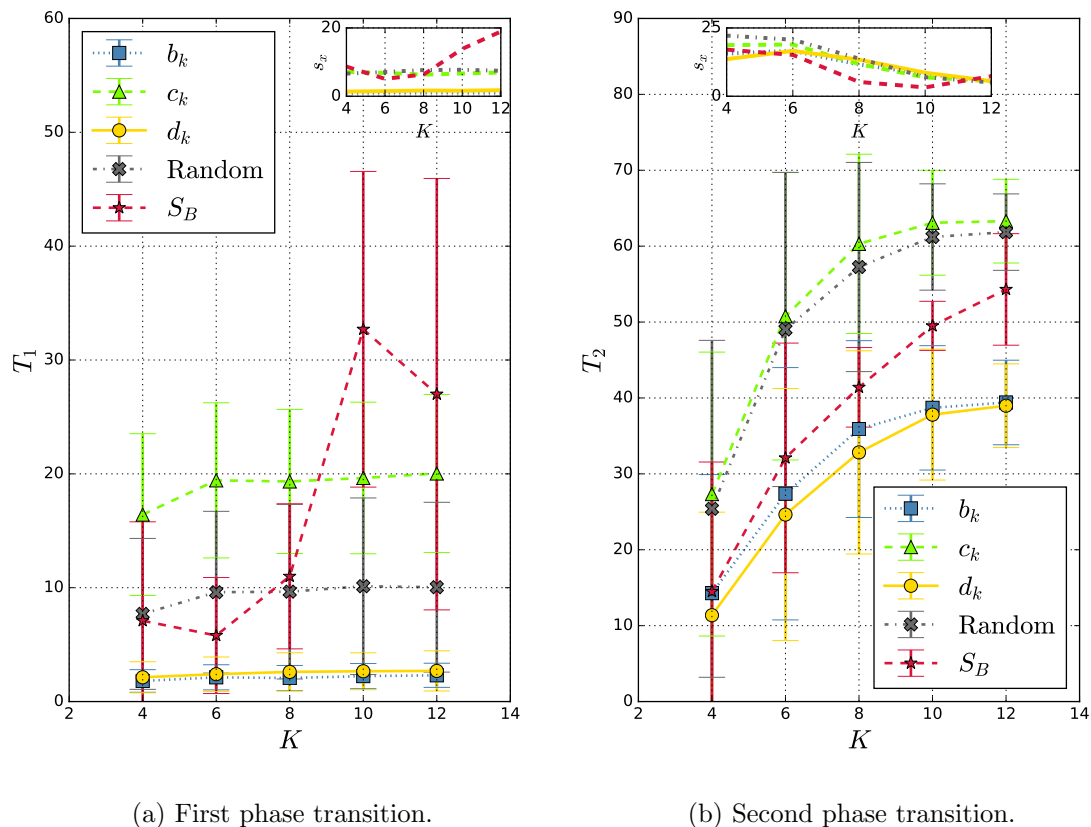 60
50
40
30
20
10
0
T₁
2 4 6 8 10 12 14
K
b_k
c_k
d_k
Random
S_B
20
0
s_x
4 6 8 10 12
K
(a) First phase transition.
90
80
70
60
50
40
30
20
10
0
T₂
2 4 6 8 10 12 14
K
25
0
s_x
4 6 8 10 12
K
b_k
c_k
d_k
Random
S_B
(b) Second phase transition.